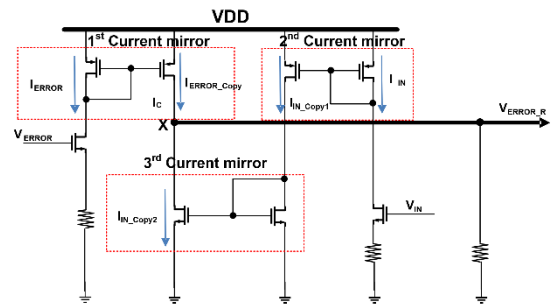 VDD
1st Current mirror
2nd Current mirror
IERROR
IERROR_Copy
IC
IIN_Copy1
IIN
VERROR_R
X
VERROR
3rd Current mirror
IIN_Copy2
VIN